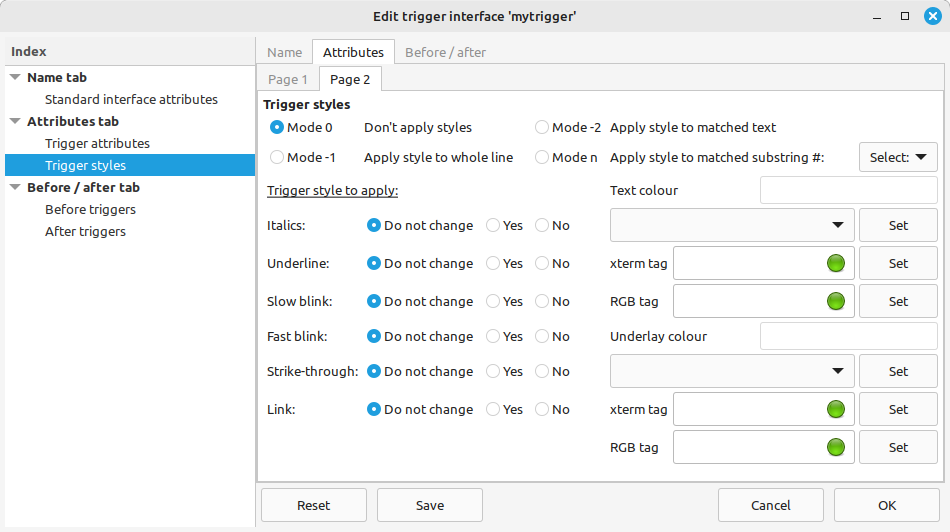 Edit trigger interface 'mytrigger'
Index
Name tab
Standard interface attributes
Attributes tab
Trigger attributes
Trigger styles
Before / after tab
Before triggers
After triggers
Name Attributes Before / after
Page 1 Page 2
Trigger styles
Mode 0 Don't apply styles Mode -2 Apply style to matched text
Mode -1 Apply style to whole line Mode n Apply style to matched substring #: Select:
Trigger style to apply: Text colour
Italics: Do not change Yes No Set
Underline: Do not change Yes No xterm tag Set
Slow blink: Do not change Yes No RGB tag Set
Fast blink: Do not change Yes No Underlay colour
Strike-through: Do not change Yes No Set
Link: Do not change Yes No xterm tag Set
RGB tag Set
Reset Save Cancel OK